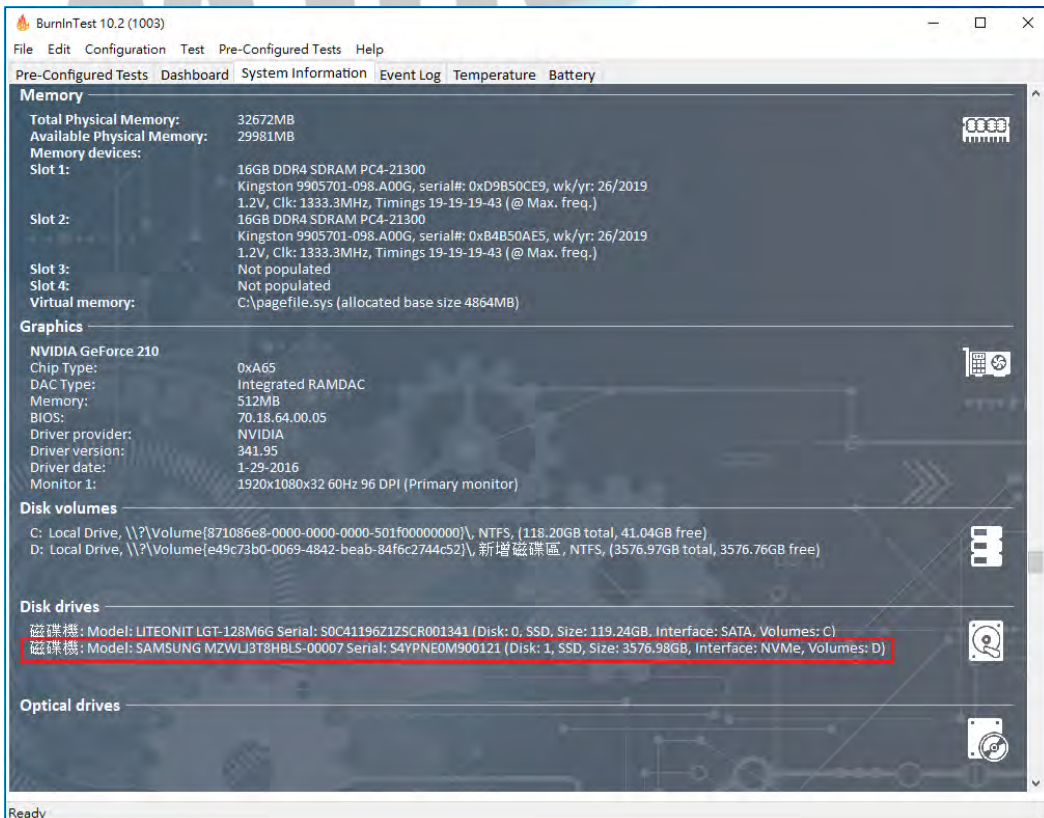 BurnInTest 10.2 (1003)
File Edit Configuration Test Pre-Configured Tests Help
Pre-Configured Tests Dashboard System Information Event Log Temperature Battery
Memory
Total Physical Memory: 32672MB
Available Physical Memory: 29981MB
Memory devices:
Slot 1: 16GB DDR4 SDRAM PC4-21300
Kingston 9905701-098.A00G, serial#: 0xD9B50CE9, wk/yr: 26/2019
1.2V, Clk: 1333.3MHz, Timings 19-19-19-43 (@ Max. freq.)
Slot 2: 16GB DDR4 SDRAM PC4-21300
Kingston 9905701-098.A00G, serial#: 0xB4B50AE5, wk/yr: 26/2019
1.2V, Clk: 1333.3MHz, Timings 19-19-19-43 (@ Max. freq.)
Slot 3: Not populated
Slot 4: Not populated
Virtual memory: C:\pagefile.sys (allocated base size 4864MB)
Graphics
NVIDIA GeForce 210
Chip Type: 0xA65
DAC Type: Integrated RAMDAC
Memory: 512MB
BIOS: 70.18.64.00.05
Driver provider: NVIDIA
Driver version: 341.95
Driver date: 1-29-2016
Monitor 1: 1920x1080x32 60Hz 96 DPI (Primary monitor)
Disk volumes
C: Local Drive, \\?\Volume{871086e8-0000-0000-0000-501f00000000}\, NTFS, (118.20GB total, 41.04GB free)
D: Local Drive, \\?\Volume{e49c73b0-0069-4842-beab-84f6c2744c52}\, 新增磁碟區, NTFS, (3576.97GB total, 3576.76GB free)
Disk drives
磁碟機: Model: LITEONIT LGT-128M6G Serial: S0C41196Z1ZSCR001341 (Disk: 0, SSD, Size: 119.24GB, Interface: SATA, Volumes: C)
磁碟機: Model: SAMSUNG MZWLJ3T8HBLS-00007 Serial: S4YPNE0M900121 (Disk: 1, SSD, Size: 3576.98GB, Interface: NVMe, Volumes: D)
Optical drives
Ready